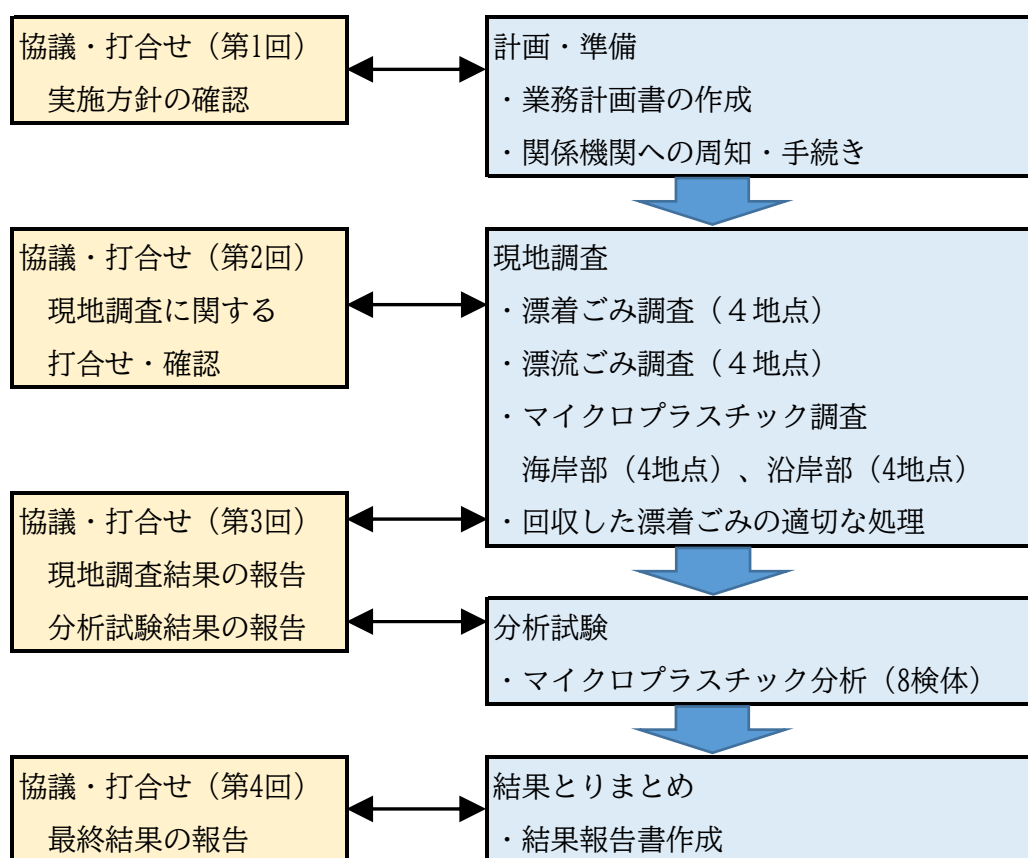 協議・打合せ（第1回）
実施方針の確認
計画・準備
・業務計画書の作成
・関係機関への周知・手続き
協議・打合せ（第2回）
現地調査に関する
打合せ・確認
現地調査
・漂着ごみ調査（４地点）
・漂流ごみ調査（４地点）
・マイクロプラスチック調査
海岸部（4地点）、沿岸部（4地点）
・回収した漂着ごみの適切な処理
協議・打合せ（第3回）
現地調査結果の報告
分析試験結果の報告
分析試験
・マイクロプラスチック分析（8検体）
協議・打合せ（第4回）
最終結果の報告
結果とりまとめ
・結果報告書作成